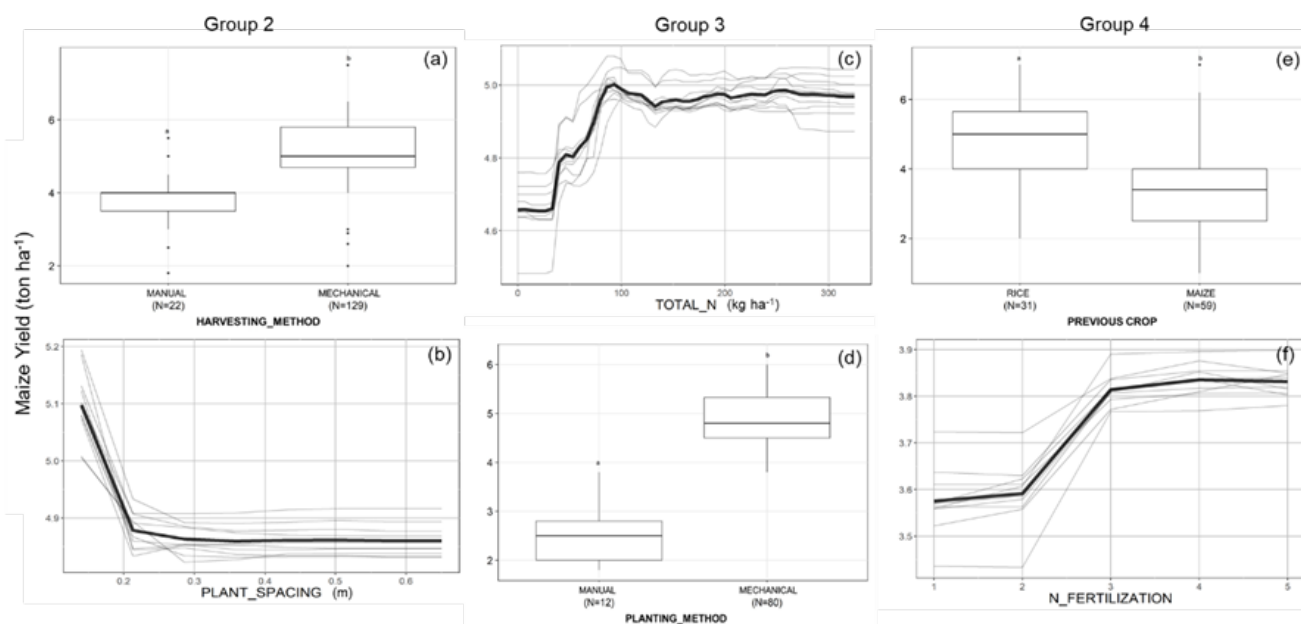 Group 2
Group 3
Group 4
Maize Yield (ton ha⁻¹)
(a)
a
b
6
4
2
MANUAL
(N=22)
MECHANICAL
(N=129)
HARVESTING_METHOD
(b)
5.2
5.1
5.0
4.9
0.2
0.3
0.4
0.5
0.6
PLANT_SPACING (m)
(c)
5.0
4.8
4.6
0
100
200
300
TOTAL_N (kg ha⁻¹)
(d)
a
b
6
5
4
3
2
MANUAL
(N=12)
MECHANICAL
(N=80)
PLANTING_METHOD
(e)
b
6
4
2
RICE
(N=31)
MAIZE
(N=59)
PREVIOUS CROP
(f)
3.9
3.8
3.7
3.6
3.5
1
2
3
4
5
N_FERTILIZATION